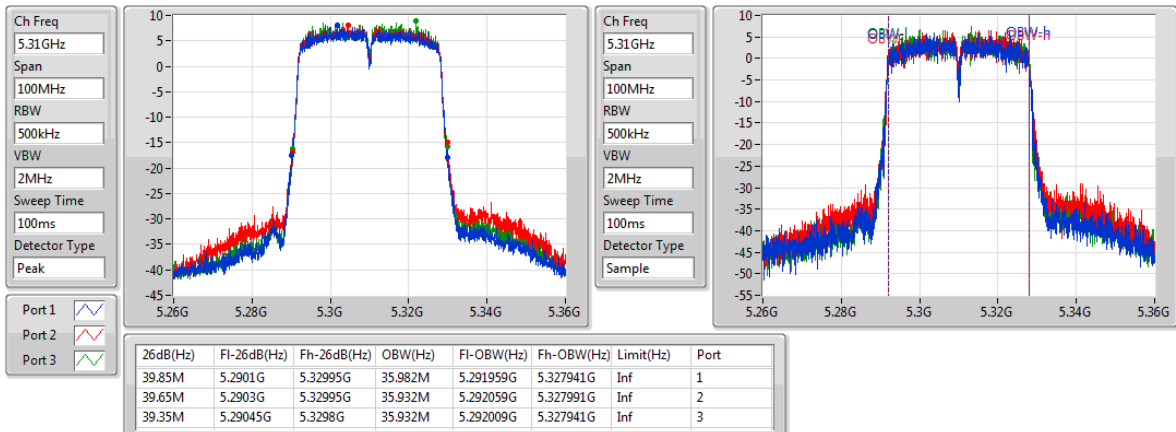 Ch Freq
5.31GHz
Span
100MHz
RBW
500kHz
VBW
2MHz
Sweep Time
100ms
Detector Type
Peak
Port 1
Port 2
Port 3
10
5
0
-5
-10
-15
-20
-25
-30
-35
-40
-45
5.26G 5.28G 5.3G 5.32G 5.34G 5.36G
Ch Freq
5.31GHz
Span
100MHz
RBW
500kHz
VBW
2MHz
Sweep Time
100ms
Detector Type
Sample
10
5
0
-5
-10
-15
-20
-25
-30
-35
-40
-45
-50
-55
OBW-l OBW-h
5.26G 5.28G 5.3G 5.32G 5.34G 5.36G
26dB(Hz) Fl-26dB(Hz) Fh-26dB(Hz) OBW(Hz) Fl-OBW(Hz) Fh-OBW(Hz) Limit(Hz) Port
39.85M 5.2901G 5.32995G 35.982M 5.291959G 5.327941G Inf 1
39.65M 5.2903G 5.32995G 35.932M 5.292059G 5.327991G Inf 2
39.35M 5.29045G 5.3298G 35.932M 5.292009G 5.327941G Inf 3